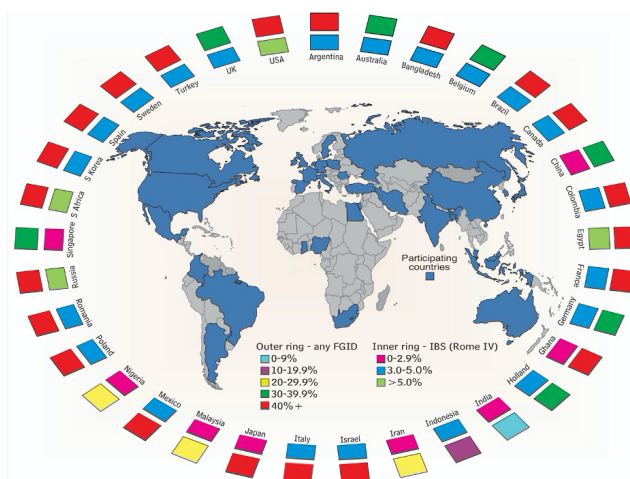 Argentina
Australia
Bangladesh
Belgium
Brazil
Canada
China
Colombia
Egypt
France
Germany
Ghana
Holland
India
Indonesia
Iran
Israel
Italy
Japan
Malaysia
Mexico
Nigeria
Poland
Romania
Russia
Singapore
S Africa
S Korea
Spain
Sweden
Turkey
UK
USA
Participating
countries
Outer ring - any FGID
0-9%
10-19.9%
20-29.9%
30-39.9%
40%+
Inner ring - IBS (Rome IV)
0-2.9%
3.0-5.0%
>5.0%